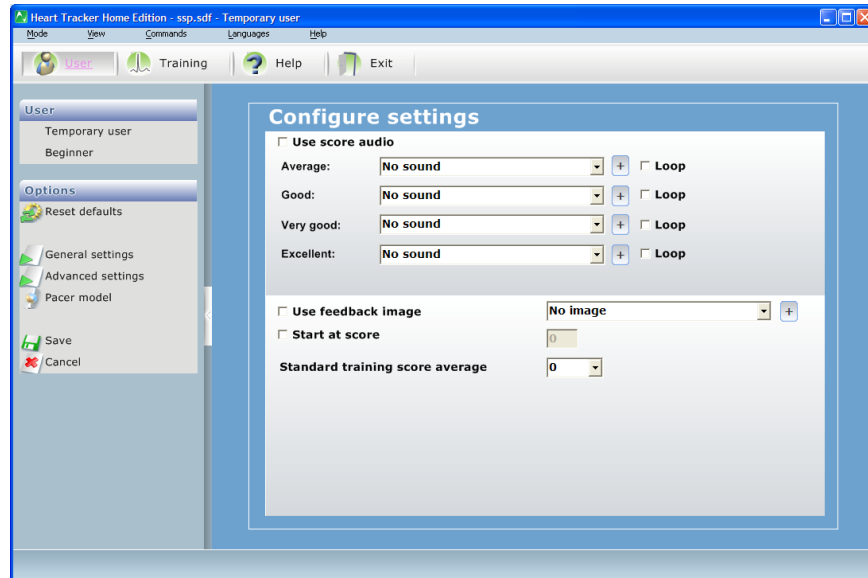 Heart Tracker Home Edition - ssp.sdf - Temporary user
Mode View Commands Languages Help
User Training Help Exit
User
Temporary user
Beginner
Options
Reset defaults
General settings
Advanced settings
Pacer model
Save
Cancel
Configure settings
Use score audio
Average: No sound + Loop
Good: No sound + Loop
Very good: No sound + Loop
Excellent: No sound + Loop
Use feedback image No image +
Start at score 0
Standard training score average 0